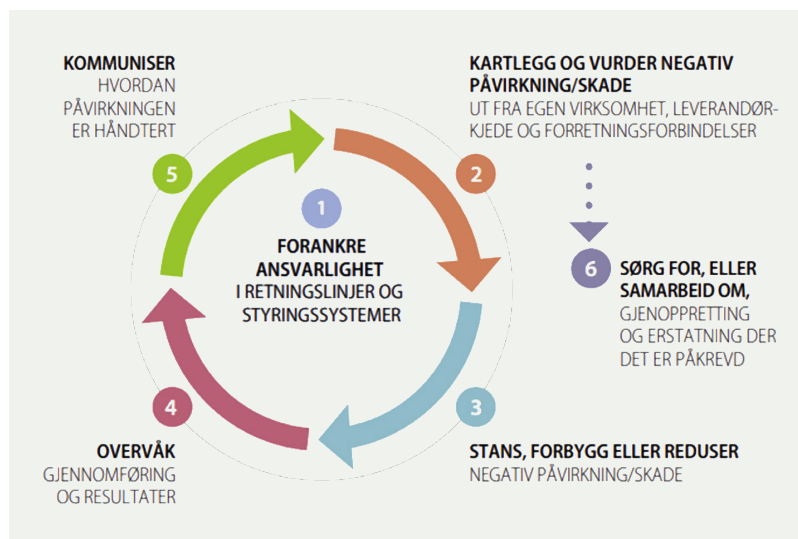 1
FORANKRE
ANSVARLIGHET
I RETNINGSLINJER OG
STYRINGSSYSTEMER
2
KARTLEGG OG VURDER NEGATIV
PÅVIRKNING/SKADE
UT FRA EGEN VIRKSOMHET, LEVERANDØR-
KJEDE OG FORRETNINGSFORBINDELSER
3
STANS, FORBYGG ELLER REDUSER
NEGATIV PÅVIRKNING/SKADE
4
OVERVÅK
GJENNOMFØRING
OG RESULTATER
5
KOMMUNISER
HVORDAN
PÅVIRKNINGEN
ER HÅNDTERT
6
SØRG FOR, ELLER
SAMARBEID OM,
GJENOPPRETTING
OG ERSTATNING DER
DET ER PÅKREVD